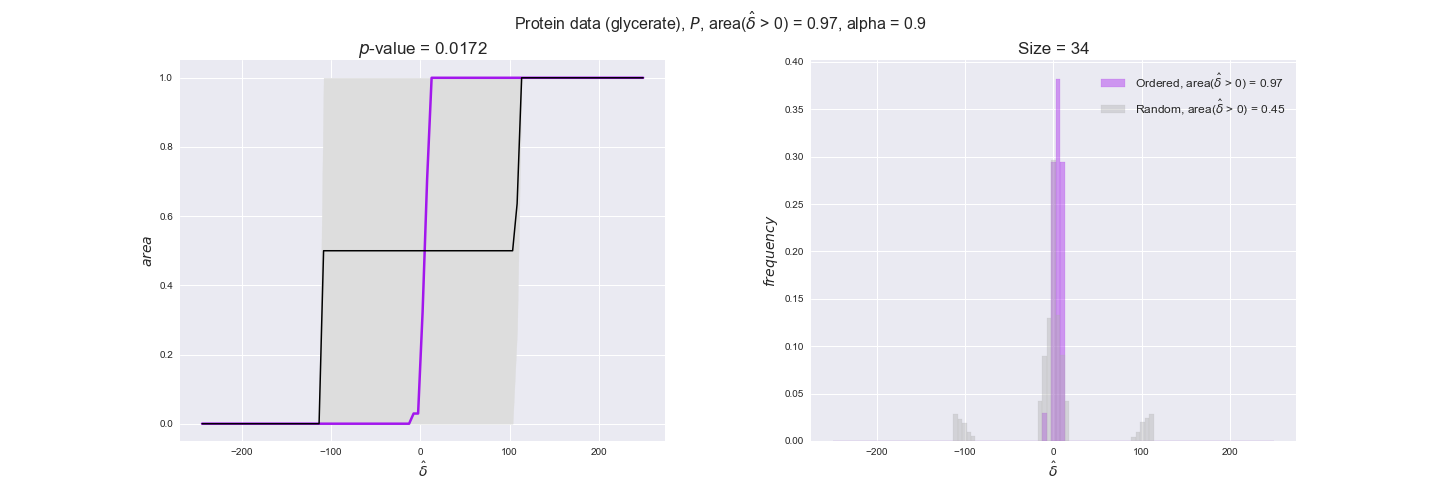 Protein data (glycerate), P, area(δ̂ > 0) = 0.97, alpha = 0.9
p-value = 0.0172
1.0
0.8
0.6
0.4
0.2
0.0
area
−200
−100
0
100
200
δ̂
Size = 34
Ordered, area(δ̂ > 0) = 0.97
Random, area(δ̂ > 0) = 0.45
0.40
0.35
0.30
0.25
0.20
0.15
0.10
0.05
0.00
frequency
−200
−100
0
100
200
δ̂